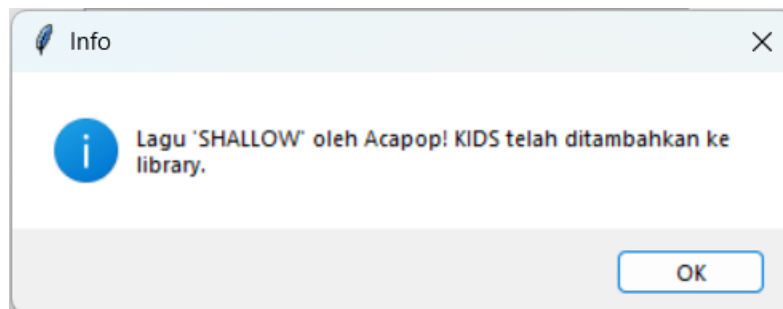 Info
Lagu 'SHALLOW' oleh Acapop! KIDS telah ditambahkan ke
library.
OK